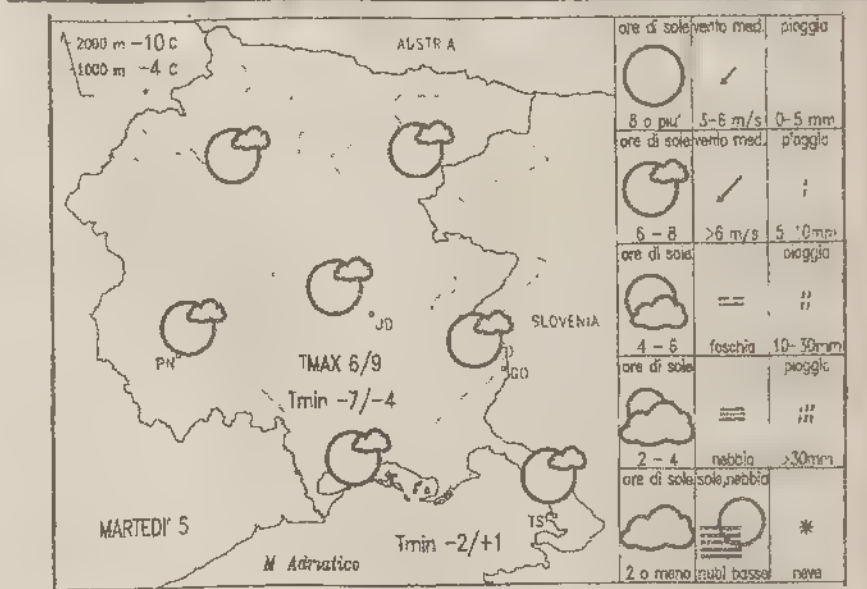 2000 m -10 C
1000 m -4 C
AUSTRIA
SLOVENIA
UD
PN
GO
TMAX 6/9
Tmin -7/-4
MARTEDI' 5
TS
Tmin -2/+1
M Adriatico
ore di sole vento med. pioggia
8 o piu' 3-6 m/s 0-5 mm
ore di sole vento med. pioggia
6 - 8 >6 m/s 5-10mm
ore di sole pioggia
4 - 6 foschia 10-30mm
ore di sole pioggia
2 - 4 nebbia >30mm
ore di sole sole,nebbia
2 o meno nubi basse neve